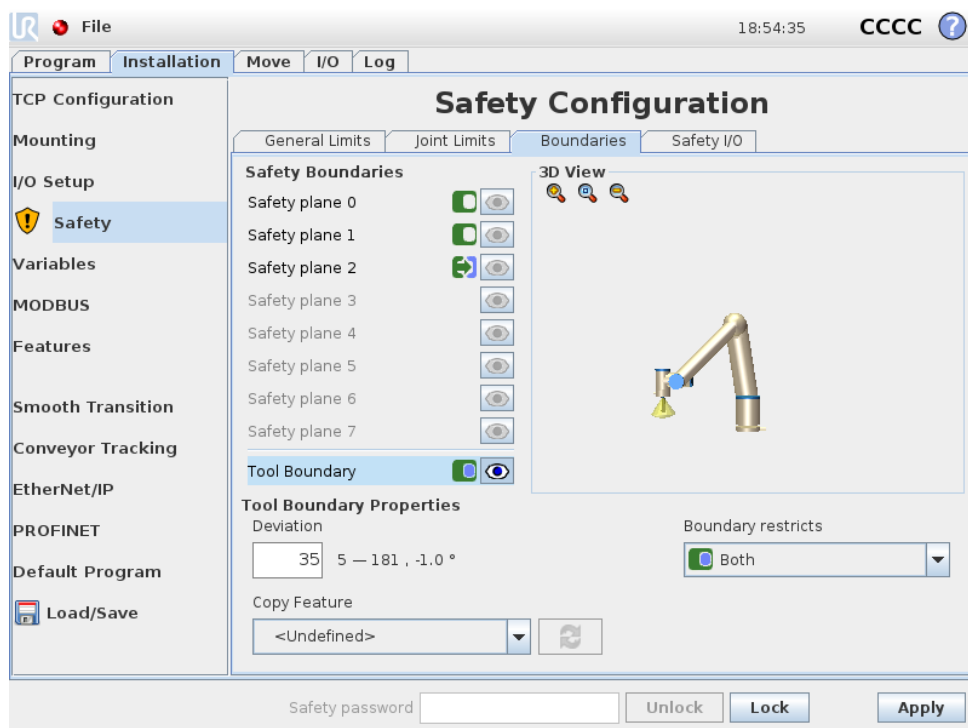 UR File 18:54:35 CCCC ?
Program Installation Move I/O Log
TCP Configuration
Mounting
I/O Setup
Safety
Variables
MODBUS
Features
Smooth Transition
Conveyor Tracking
EtherNet/IP
PROFINET
Default Program
Load/Save
Safety Configuration
General Limits Joint Limits Boundaries Safety I/O
Safety Boundaries
Safety plane 0
Safety plane 1
Safety plane 2
Safety plane 3
Safety plane 4
Safety plane 5
Safety plane 6
Safety plane 7
Tool Boundary
3D View
Tool Boundary Properties
Deviation
35 5 — 181 , -1.0 °
Boundary restricts
Both
Copy Feature
<Undefined>
Safety password Unlock Lock Apply